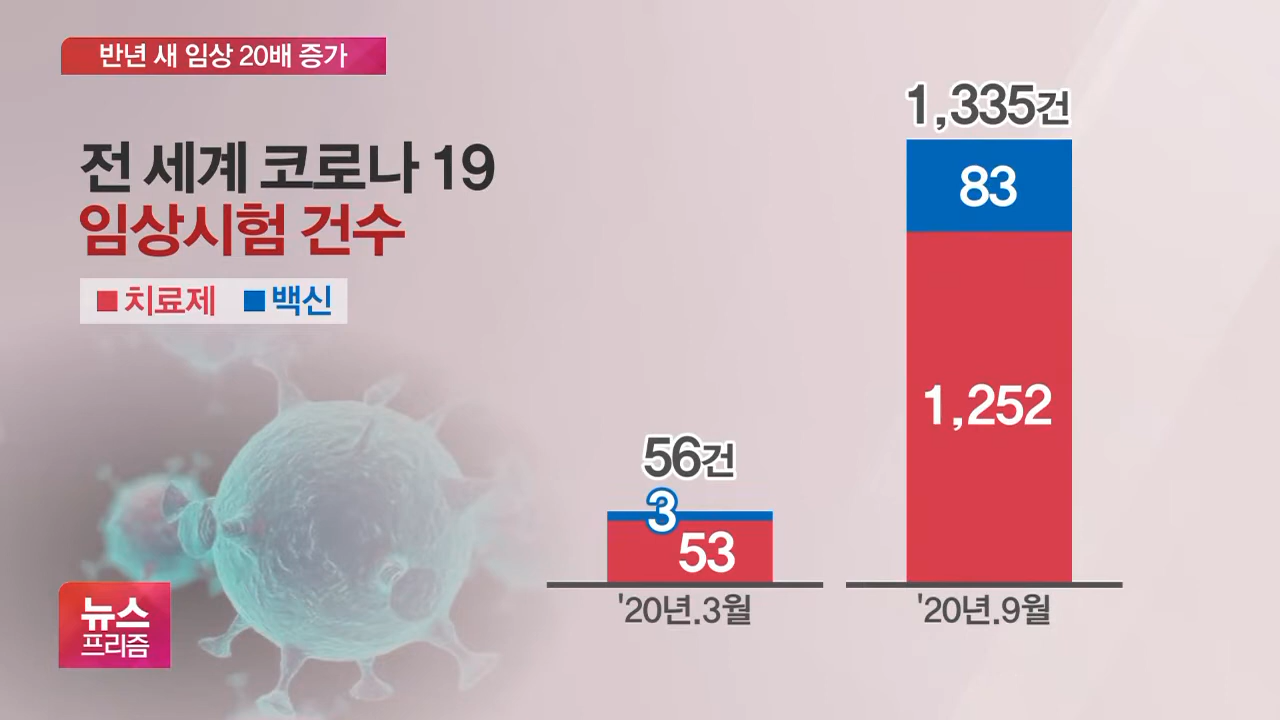 반년 새 임상 20배 증가
전 세계 코로나 19
임상시험 건수
■ 치료제 ■ 백신
56건
3
53
'20년.3월
1,335건
83
1,252
'20년.9월
뉴스
프리즘